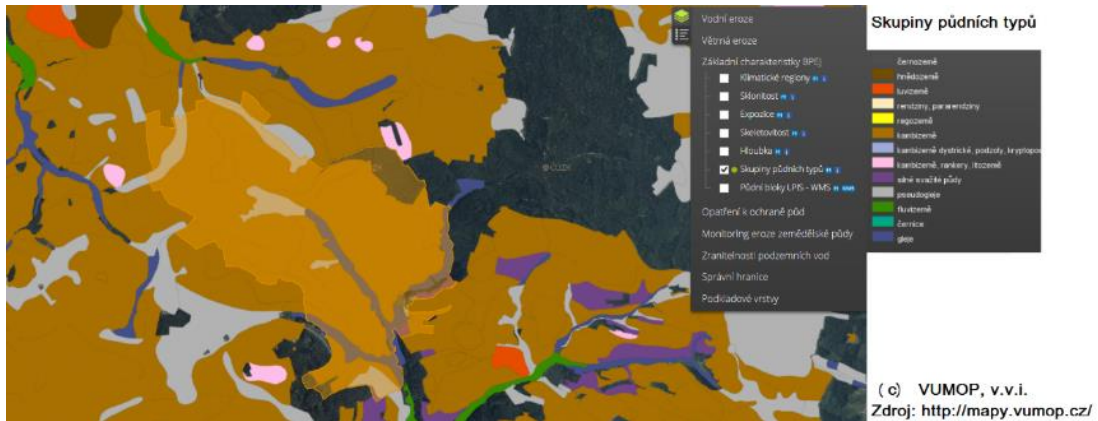 Skupiny půdních typů
Vodní eroze
Větrná eroze
Základní charakteristiky BPEJ
Klimatické regiony
Sklonitost
Expozice
Skeletovitost
Hloubka
Skupiny půdních typů
Půdní bloky LPIS - WMS
Opatření k ochraně půd
Monitoring eroze zemědělské půdy
Zranitelnost podzemních vod
Správní hranice
Podkladové vrstvy
černozemě
hnědozemě
luvizemě
rendziny, pararendziny
regozemě
kambizemě
kambizemě dystrické, podzoly, kryptopo
kambizemě, rankery, litozemě
silně svažité půdy
pseudogleje
fluvizemě
černice
gleje
(c) VUMOP, v.v.i.
Zdroj: http://mapy.vumop.cz/